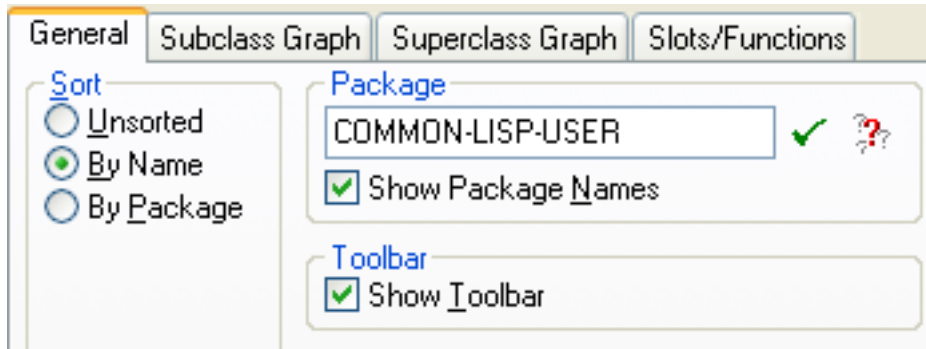 General
Subclass Graph
Superclass Graph
Slots/Functions
Sort
Unsorted
By Name
By Package
Package
COMMON-LISP-USER
???
Show Package Names
Toolbar
Show Toolbar